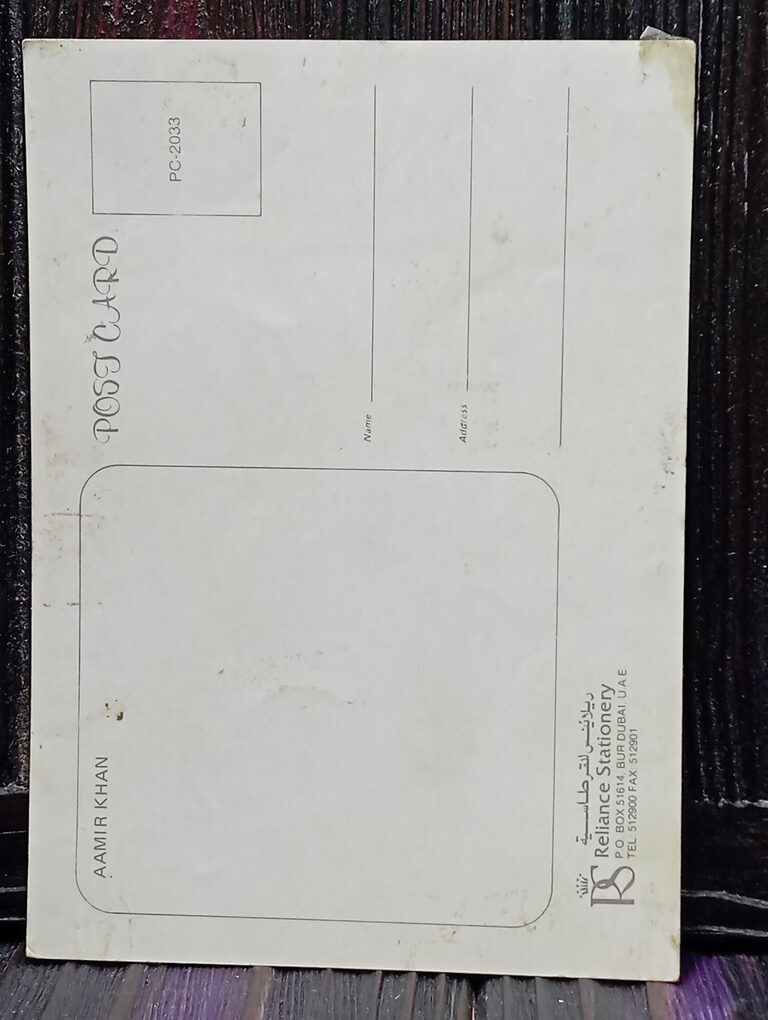 AAMIR KHAN
POST CARD
PC-2033
Name
Address
ريلاينس للقرطاسية
Reliance Stationery
P.O. BOX 51614, BUR DUBAI. U.A.E
TEL 512900 FAX 512901